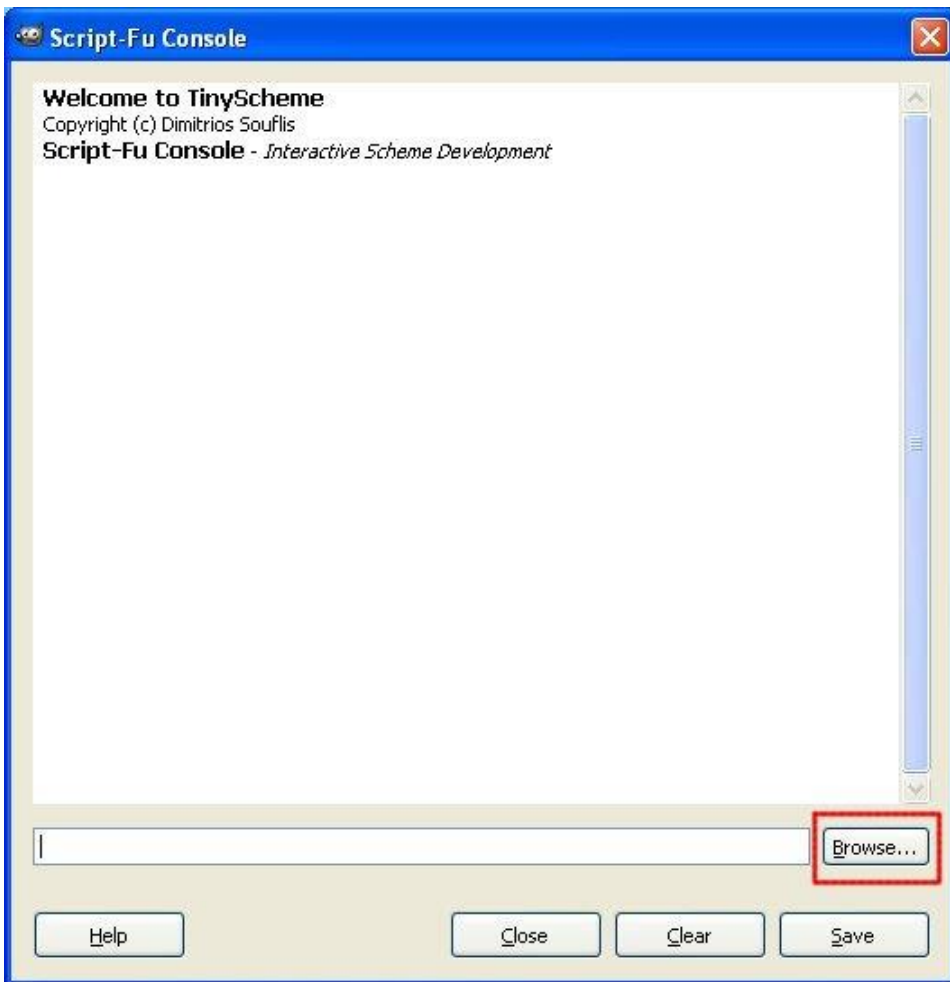 Script-Fu Console
Welcome to TinyScheme
Copyright (c) Dimitrios Souflis
Script-Fu Console - Interactive Scheme Development
Browse...
Help
Close
Clear
Save